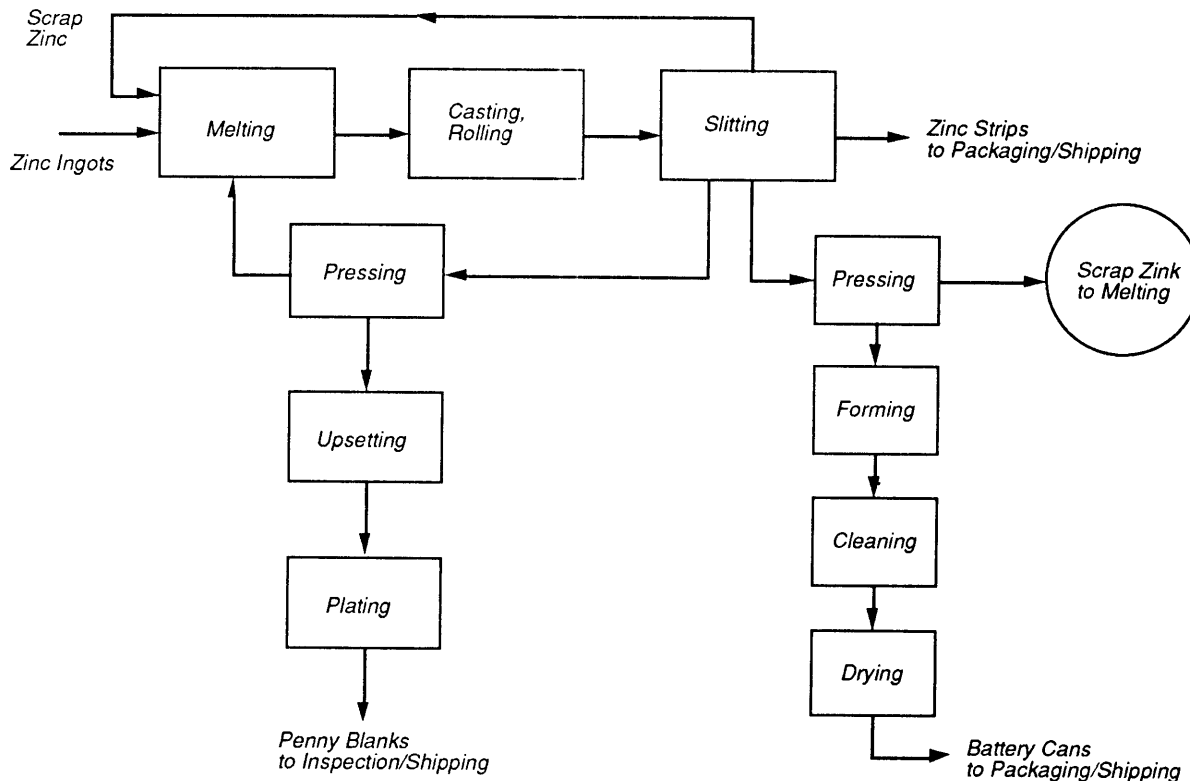 Scrap
Zinc
Melting
Casting,
Rolling
Slitting
Zinc Strips
to Packaging/Shipping
Zinc Ingots
Pressing
Pressing
Scrap Zink
to Melting
Upsetting
Forming
Cleaning
Plating
Drying
Penny Blanks
to Inspection/Shipping
Battery Cans
to Packaging/Shipping